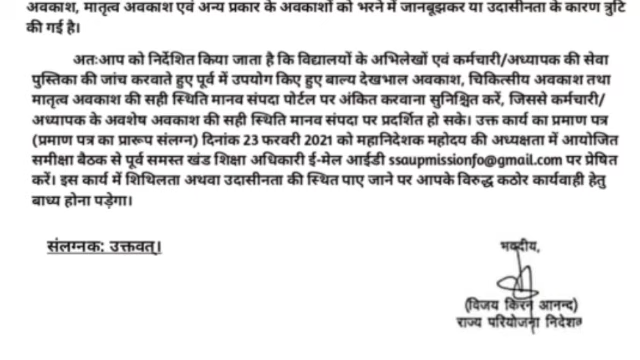 अवकाश, मातृत्व अवकाश एवं अन्य प्रकार के अवकाशों को भरने में जानबूझकर या उदासीनता के कारण त्रुटि
की गई है।
अतःआप को निर्देशित किया जाता है कि विद्यालयों के अभिलेखों एवं कर्मचारी/अध्यापक की सेवा
पुस्तिका की जांच करवाते हुए पूर्व में उपयोग किए हुए बाल्य देखभाल अवकाश, चिकित्सीय अवकाश तथा
मातृत्व अवकाश की सही स्थिति मानव संपदा पोर्टल पर अंकित करवाना सुनिश्चित करें, जिससे कर्मचारी/
अध्यापक के अवशेष अवकाश की सही स्थिति मानव संपदा पर प्रदर्शित हो सके। उक्त कार्य का प्रमाण पत्र
(प्रमाण पत्र का प्रारूप संलग्न) दिनांक 23 फरवरी 2021 को महानिदेशक महोदय की अध्यक्षता में आयोजित
समीक्षा बैठक से पूर्व समस्त खंड शिक्षा अधिकारी ई-मेल आईडी ssaupmissionfo@gmail.com पर प्रेषित
करें। इस कार्य में शिथिलता अथवा उदासीनता की स्थित पाए जाने पर आपके विरुद्ध कठोर कार्यवाही हेतु
बाध्य होना पड़ेगा।
संलग्नक: उक्तवत्।
भवदीय,
(विजय किरन आनन्द)
राज्य परियोजना निदेशक